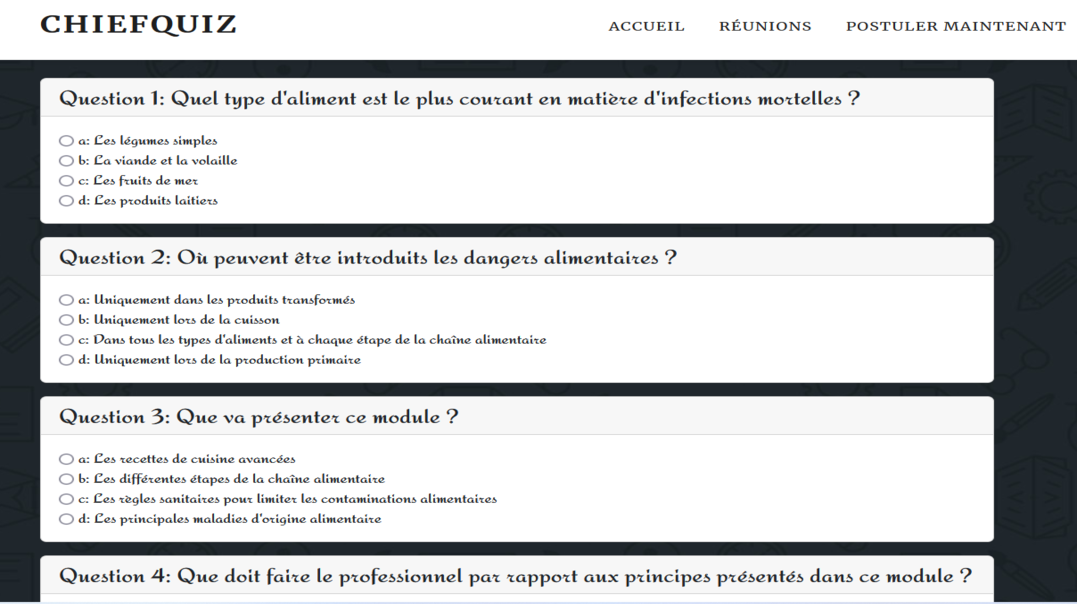 CHIEFQUIZ
ACCUEIL RÉUNIONS POSTULER MAINTENANT
Question 1: Quel type d'aliment est le plus courant en matière d'infections mortelles ?
a: Les légumes simples
b: La viande et la volaille
c: Les fruits de mer
d: Les produits laitiers
Question 2: Où peuvent être introduits les dangers alimentaires ?
a: Uniquement dans les produits transformés
b: Uniquement lors de la cuisson
c: Dans tous les types d'aliments et à chaque étape de la chaîne alimentaire
d: Uniquement lors de la production primaire
Question 3: Que va présenter ce module ?
a: Les recettes de cuisine avancées
b: Les différentes étapes de la chaîne alimentaire
c: Les règles sanitaires pour limiter les contaminations alimentaires
d: Les principales maladies d'origine alimentaire
Question 4: Que doit faire le professionnel par rapport aux principes présentés dans ce module ?